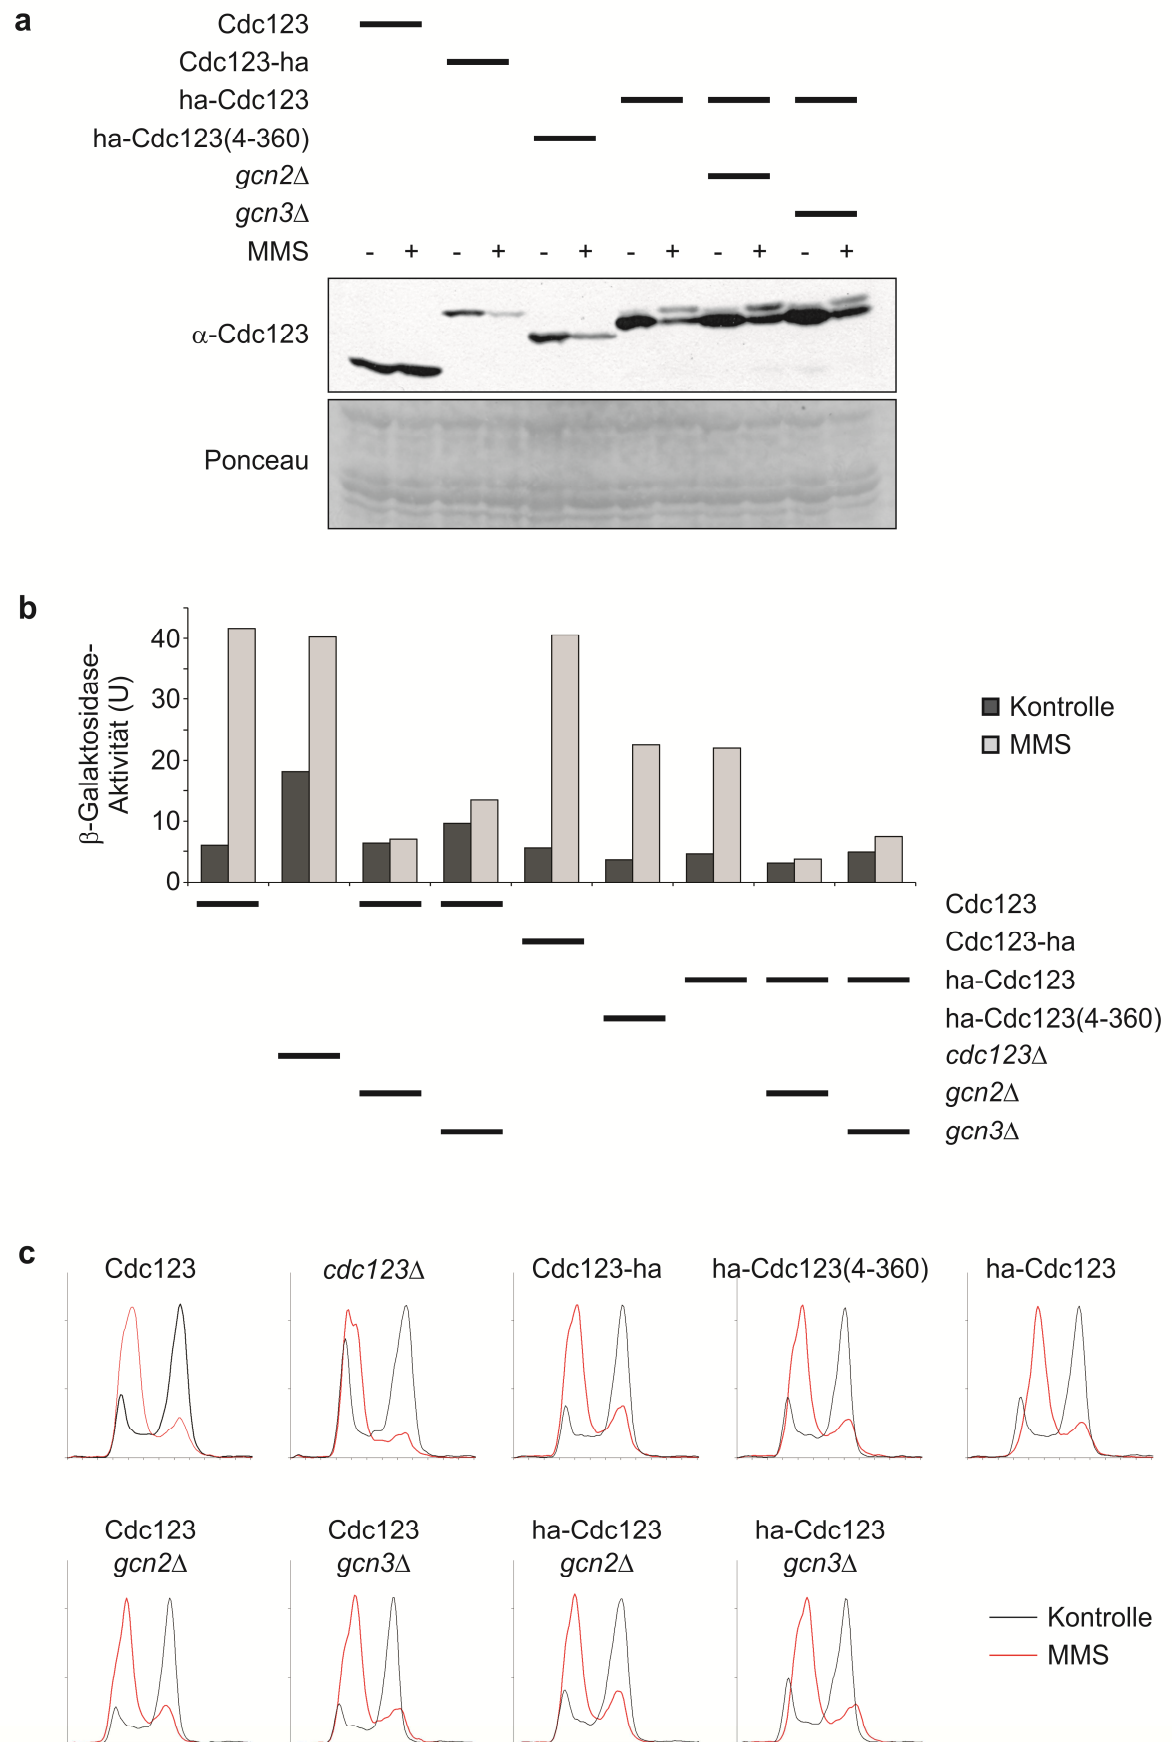 a
Cdc123
Cdc123-ha
ha-Cdc123
ha-Cdc123(4-360)
gcn2Δ
gcn3Δ
MMS - + - + - + - + - + - +
α-Cdc123
Ponceau
b
β-Galaktosidase-
Aktivität (U)
40
30
20
10
0
Kontrolle
MMS
Cdc123
Cdc123-ha
ha-Cdc123
ha-Cdc123(4-360)
cdc123Δ
gcn2Δ
gcn3Δ
c
Cdc123 cdc123Δ Cdc123-ha ha-Cdc123(4-360) ha-Cdc123
Cdc123 Cdc123 ha-Cdc123 ha-Cdc123
gcn2Δ gcn3Δ gcn2Δ gcn3Δ
Kontrolle
MMS